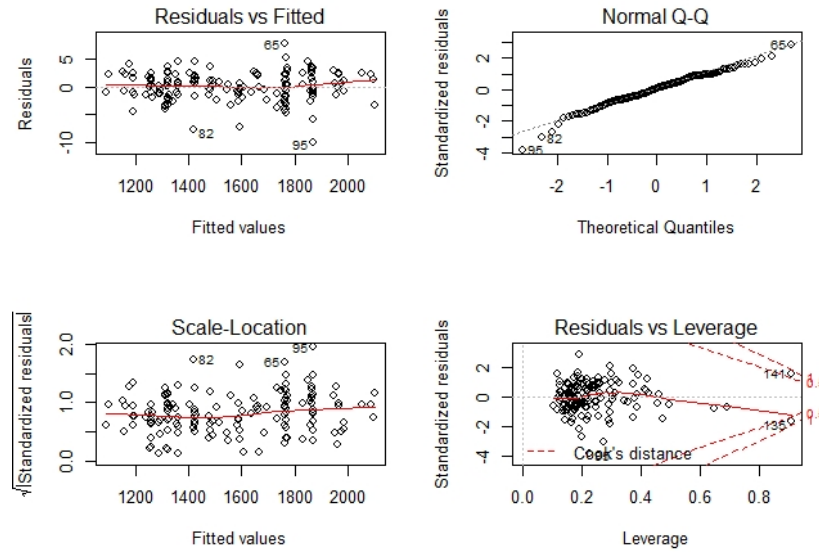 Residuals vs Fitted
Residuals
5
0
-10
65
82
95
1200 1400 1600 1800 2000
Fitted values
Normal Q-Q
Standardized residuals
2
0
-2
-4
65
82
95
-2 -1 0 1 2
Theoretical Quantiles
Scale-Location
√|Standardized residuals|
2.0
1.0
0.0
82
65
95
1200 1400 1600 1800 2000
Fitted values
Residuals vs Leverage
Standardized residuals
2
0
-2
-4
141
135
Cook's distance
0.0 0.2 0.4 0.6 0.8
Leverage